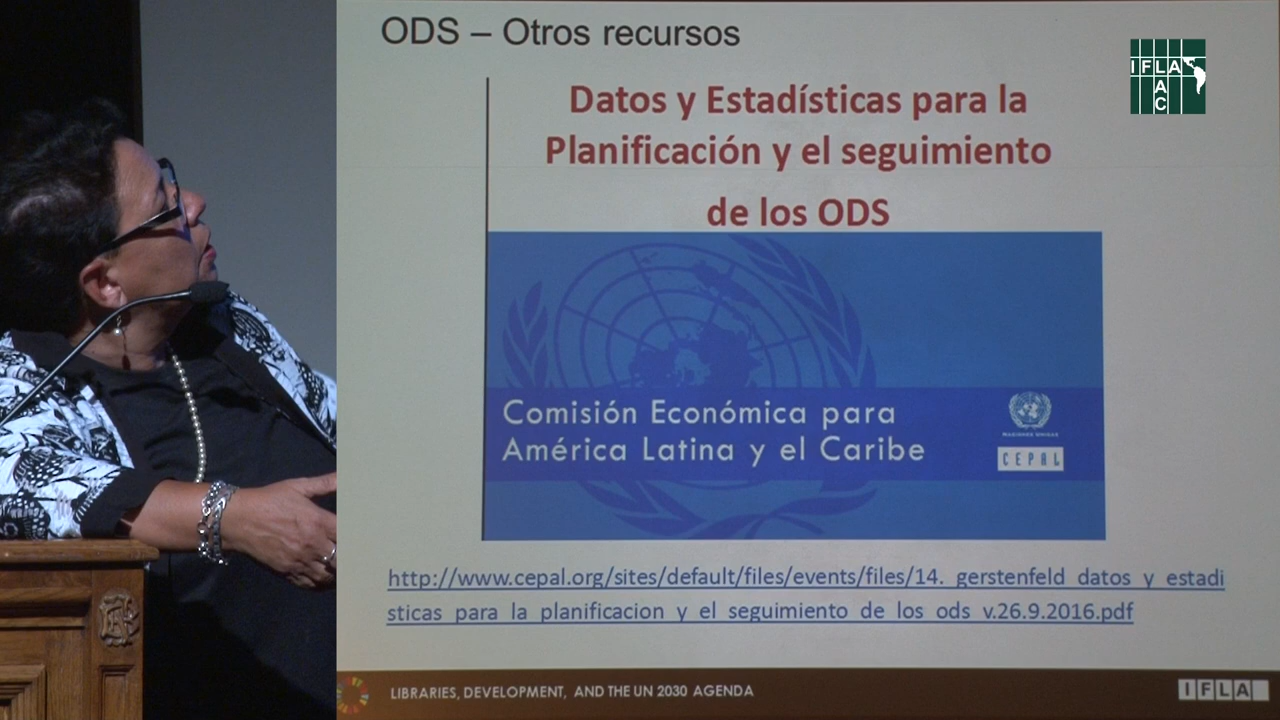 ODS – Otros recursos
IFLA
A
C
Datos y Estadísticas para la
Planificación y el seguimiento
de los ODS
Comisión Económica para
América Latina y el Caribe
NACIONES UNIDAS
CEPAL
http://www.cepal.org/sites/default/files/events/files/14._gerstenfeld_datos_y_estadi
sticas_para_la_planificacion_y_el_seguimiento_de_los_ods_v.26.9.2016.pdf
LIBRARIES, DEVELOPMENT, AND THE UN 2030 AGENDA
IFLA